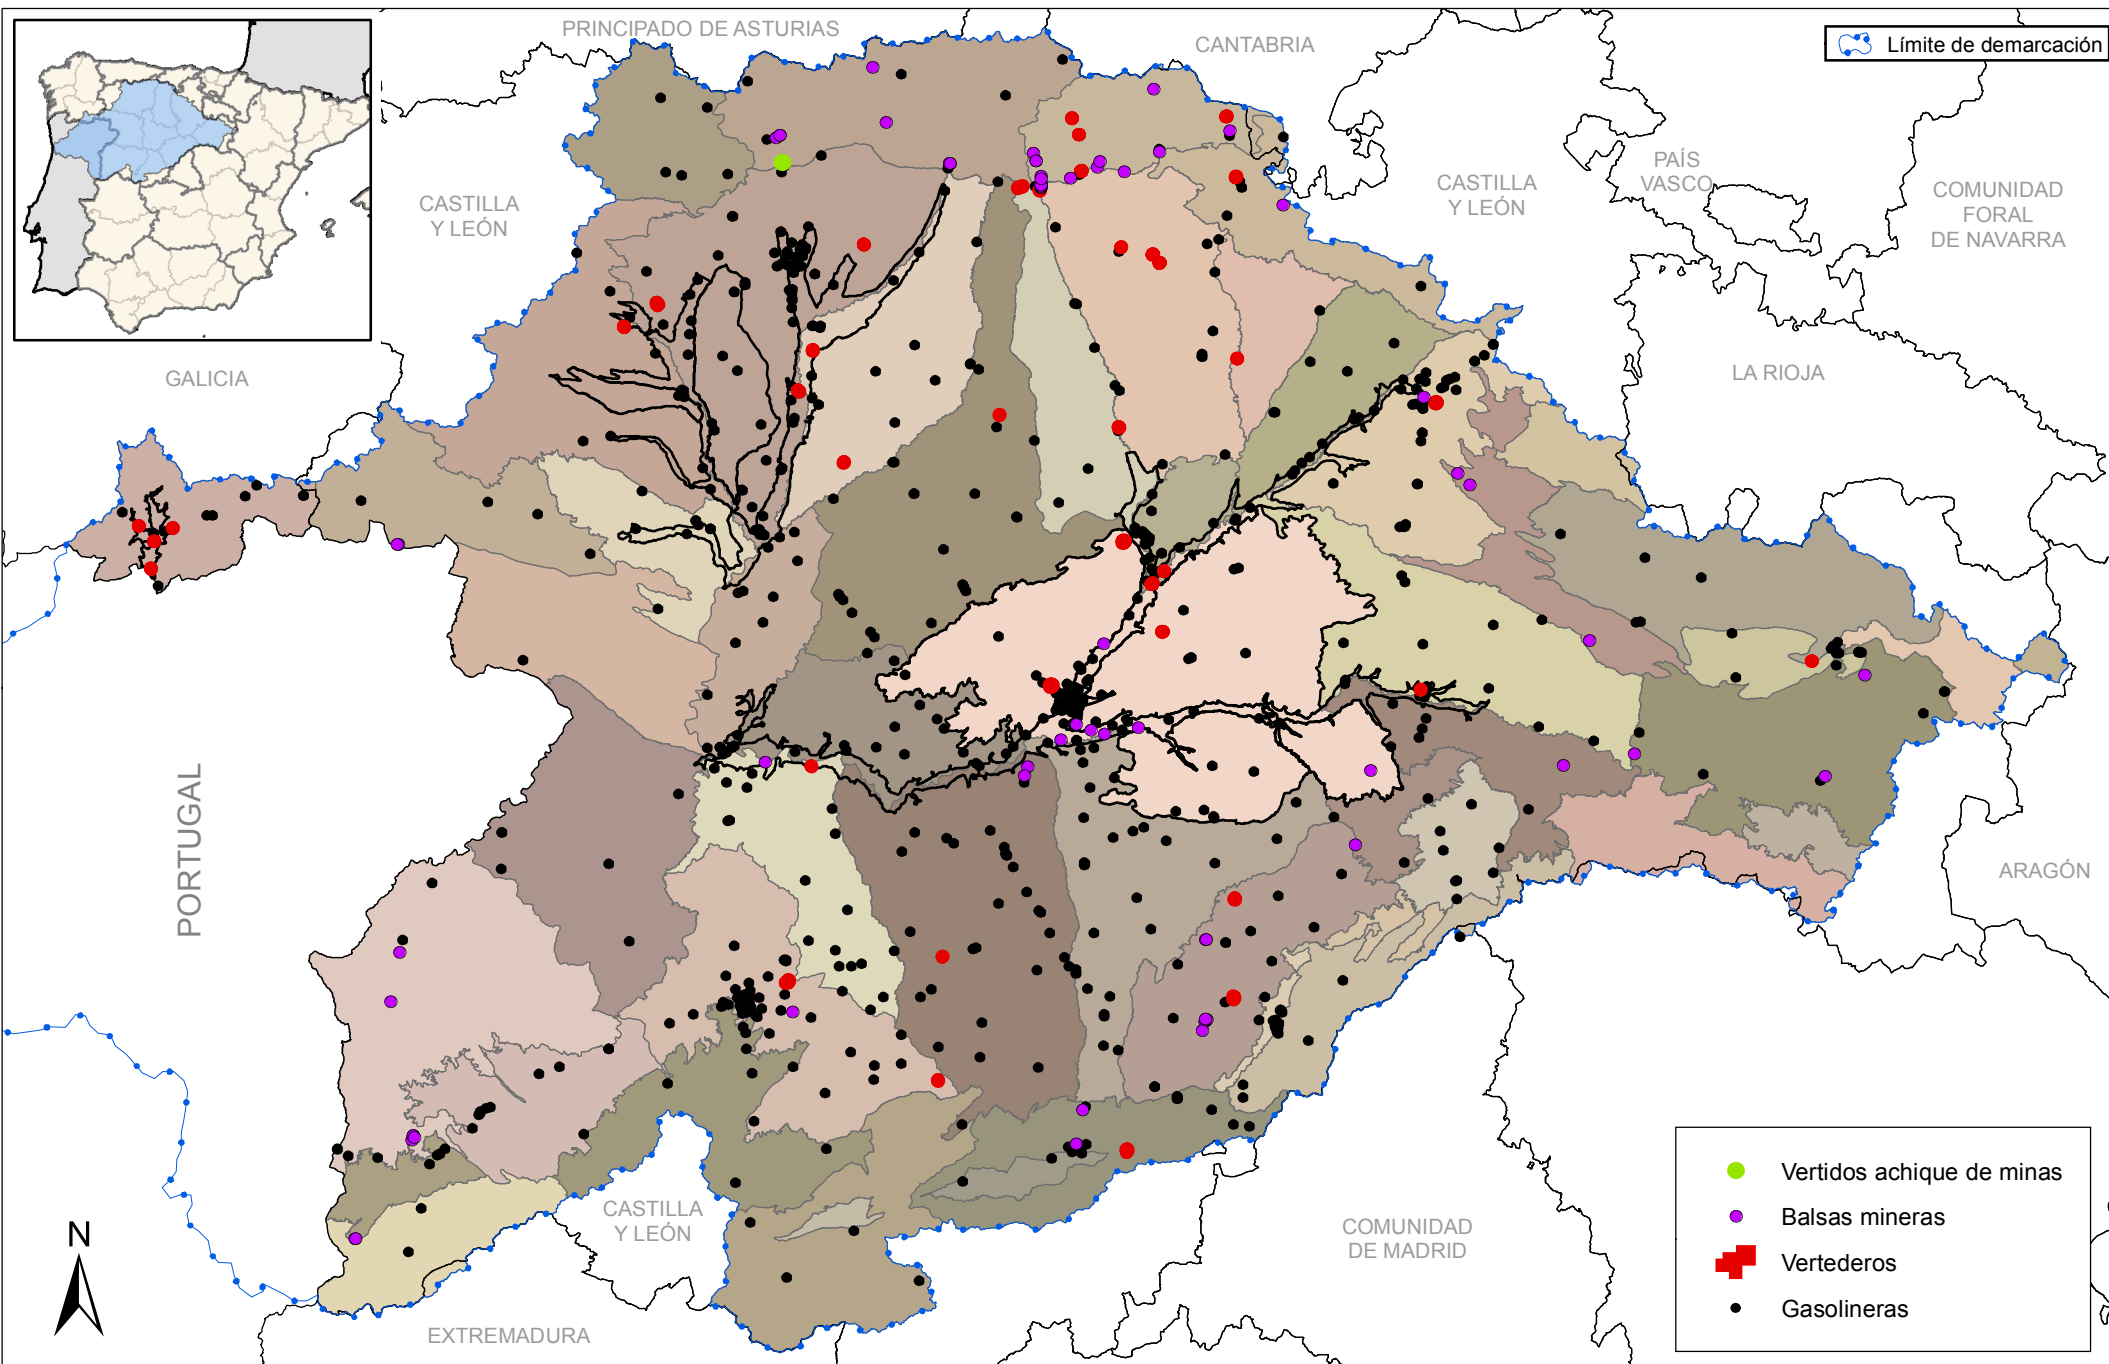 PRINCIPADO DE ASTURIAS
CANTABRIA
Límite de demarcación
CASTILLA
Y LEÓN
CASTILLA
Y LEÓN
PAÍS
VASCO
COMUNIDAD
FORAL
DE NAVARRA
GALICIA
LA RIOJA
PORTUGAL
ARAGÓN
CASTILLA
Y LEÓN
COMUNIDAD
DE MADRID
EXTREMADURA
N
Vertidos achique de minas
Balsas mineras
Vertederos
Gasolineras